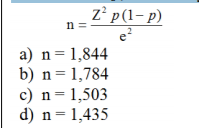 n = Z² p (1 – p) / e²
a) n = 1,844
b) n = 1,784
c) n = 1,503
d) n = 1,435